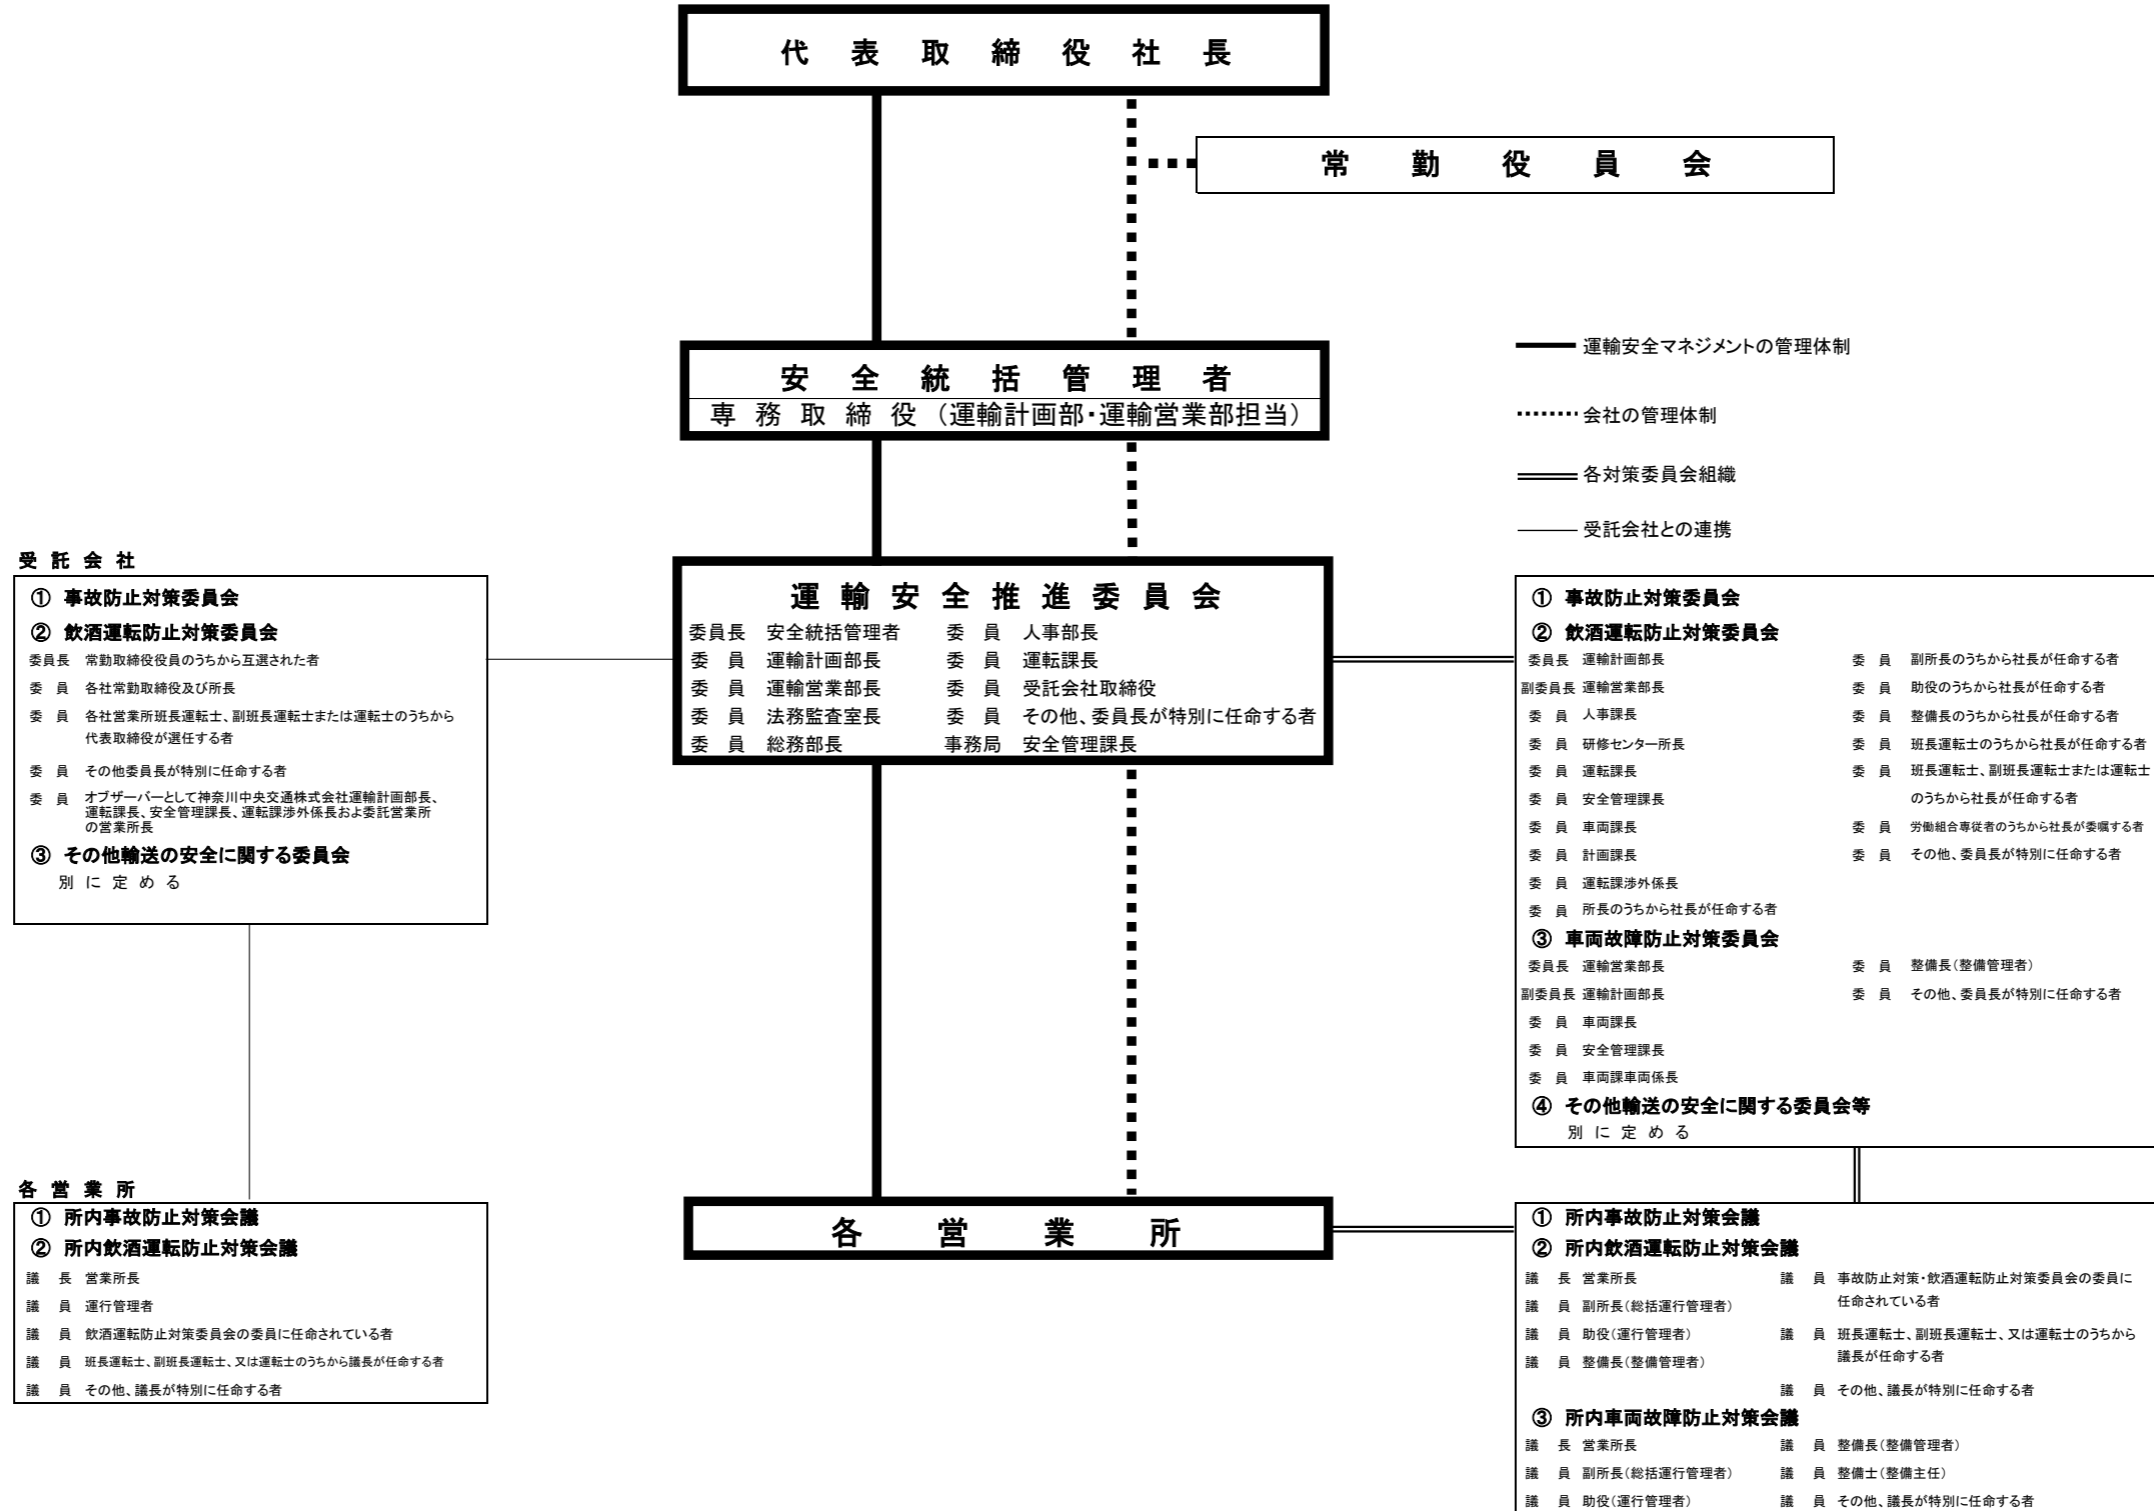 代表取締役社長
常勤役員会
安全統括管理者
専務取締役（運輸計画部・運輸営業部担当）
運輸安全マネジメントの管理体制
会社の管理体制
各対策委員会組織
受託会社との連携
受託会社
① 事故防止対策委員会
② 飲酒運転防止対策委員会
委員長 常勤取締役役員のうちから互選された者
委員 各社常勤取締役及び所長
委員 各社営業所班長運転士、副班長運転士または運転士のうちから
代表取締役が選任する者
委員 その他委員長が特別に任命する者
委員 オブザーバーとして神奈川中央交通株式会社運輸計画部長、
運転課長、安全管理課長、運転課渉外係長およ委託営業所
の営業所長
③ その他輸送の安全に関する委員会
別に定める
運輸安全推進委員会
委員長 安全統括管理者 委員 人事部長
委員 運輸計画部長 委員 運転課長
委員 運輸営業部長 委員 受託会社取締役
委員 法務監査室長 委員 その他、委員長が特別に任命する者
委員 総務部長 事務局 安全管理課長
① 事故防止対策委員会
② 飲酒運転防止対策委員会
委員長 運輸計画部長 委員 副所長のうちから社長が任命する者
副委員長 運輸営業部長 委員 助役のうちから社長が任命する者
委員 人事課長 委員 整備長のうちから社長が任命する者
委員 研修センター所長 委員 班長運転士のうちから社長が任命する者
委員 運転課長 委員 班長運転士、副班長運転士または運転士
委員 安全管理課長 のうちから社長が任命する者
委員 車両課長 委員 労働組合専従者のうちから社長が委嘱する者
委員 計画課長 委員 その他、委員長が特別に任命する者
委員 運転課渉外係長
委員 所長のうちから社長が任命する者
③ 車両故障防止対策委員会
委員長 運輸営業部長 委員 整備長（整備管理者）
副委員長 運輸計画部長 委員 その他、委員長が特別に任命する者
委員 車両課長
委員 安全管理課長
委員 車両課車両係長
④ その他輸送の安全に関する委員会等
別に定める
各営業所
① 所内事故防止対策会議
② 所内飲酒運転防止対策会議
議長 営業所長
議員 運行管理者
議員 飲酒運転防止対策委員会の委員に任命されている者
議員 班長運転士、副班長運転士、又は運転士のうちから議長が任命する者
議員 その他、議長が特別に任命する者
各営業所
① 所内事故防止対策会議
② 所内飲酒運転防止対策会議
議長 営業所長 議員 事故防止対策・飲酒運転防止対策委員会の委員に
議員 副所長（総括運行管理者） 任命されている者
議員 助役（運行管理者） 議員 班長運転士、副班長運転士、又は運転士のうちから
議員 整備長（整備管理者） 議長が任命する者
議員 その他、議長が特別に任命する者
③ 所内車両故障防止対策会議
議長 営業所長 議員 整備長（整備管理者）
議員 副所長（総括運行管理者） 議員 整備士（整備主任）
議員 助役（運行管理者） 議員 その他、議長が特別に任命する者